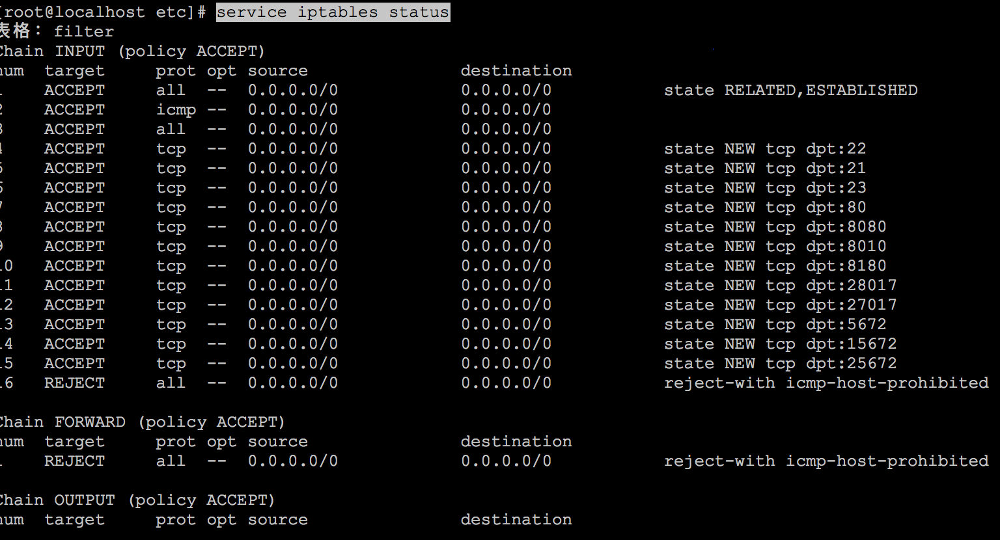 [root@localhost etc]# service iptables status
表格：filter
Chain INPUT (policy ACCEPT)
num target prot opt source destination
1 ACCEPT all -- 0.0.0.0/0 0.0.0.0/0 state RELATED,ESTABLISHED
2 ACCEPT icmp -- 0.0.0.0/0 0.0.0.0/0
3 ACCEPT all -- 0.0.0.0/0 0.0.0.0/0
4 ACCEPT tcp -- 0.0.0.0/0 0.0.0.0/0 state NEW tcp dpt:22
5 ACCEPT tcp -- 0.0.0.0/0 0.0.0.0/0 state NEW tcp dpt:21
6 ACCEPT tcp -- 0.0.0.0/0 0.0.0.0/0 state NEW tcp dpt:23
7 ACCEPT tcp -- 0.0.0.0/0 0.0.0.0/0 state NEW tcp dpt:80
8 ACCEPT tcp -- 0.0.0.0/0 0.0.0.0/0 state NEW tcp dpt:8080
9 ACCEPT tcp -- 0.0.0.0/0 0.0.0.0/0 state NEW tcp dpt:8010
10 ACCEPT tcp -- 0.0.0.0/0 0.0.0.0/0 state NEW tcp dpt:8180
11 ACCEPT tcp -- 0.0.0.0/0 0.0.0.0/0 state NEW tcp dpt:28017
12 ACCEPT tcp -- 0.0.0.0/0 0.0.0.0/0 state NEW tcp dpt:27017
13 ACCEPT tcp -- 0.0.0.0/0 0.0.0.0/0 state NEW tcp dpt:5672
14 ACCEPT tcp -- 0.0.0.0/0 0.0.0.0/0 state NEW tcp dpt:15672
15 ACCEPT tcp -- 0.0.0.0/0 0.0.0.0/0 state NEW tcp dpt:25672
16 REJECT all -- 0.0.0.0/0 0.0.0.0/0 reject-with icmp-host-prohibited
Chain FORWARD (policy ACCEPT)
num target prot opt source destination
1 REJECT all -- 0.0.0.0/0 0.0.0.0/0 reject-with icmp-host-prohibited
Chain OUTPUT (policy ACCEPT)
num target prot opt source destination